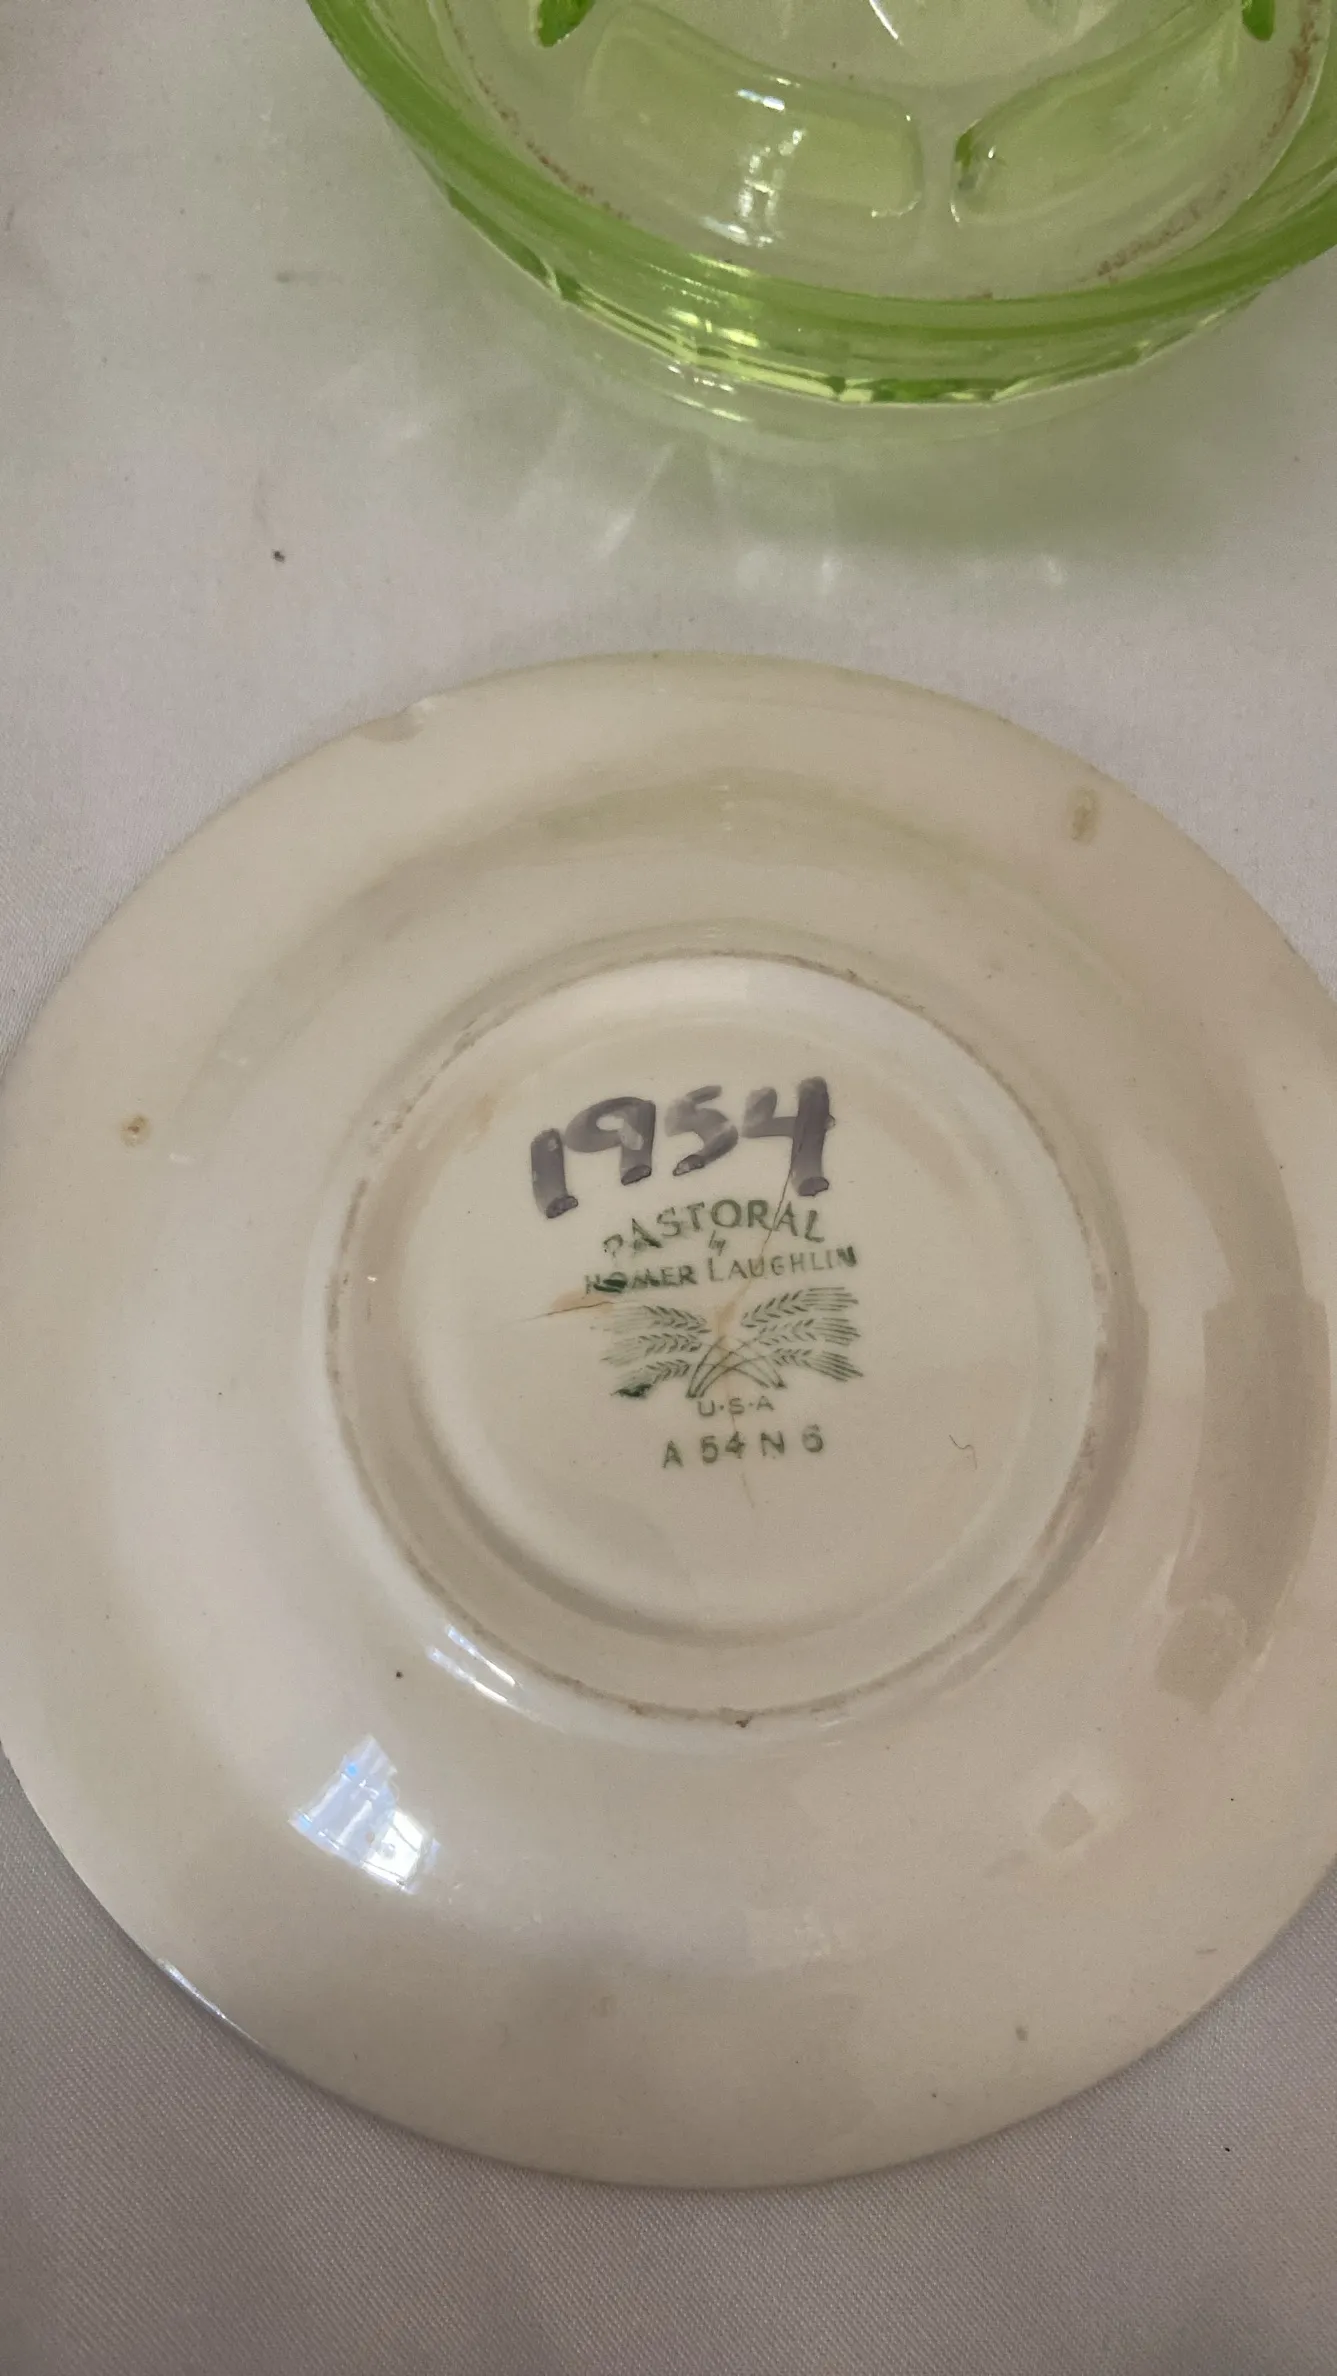 1954
PASTORAL
by
HOMER LAUGHLIN
U·S·A
A 54 N 6